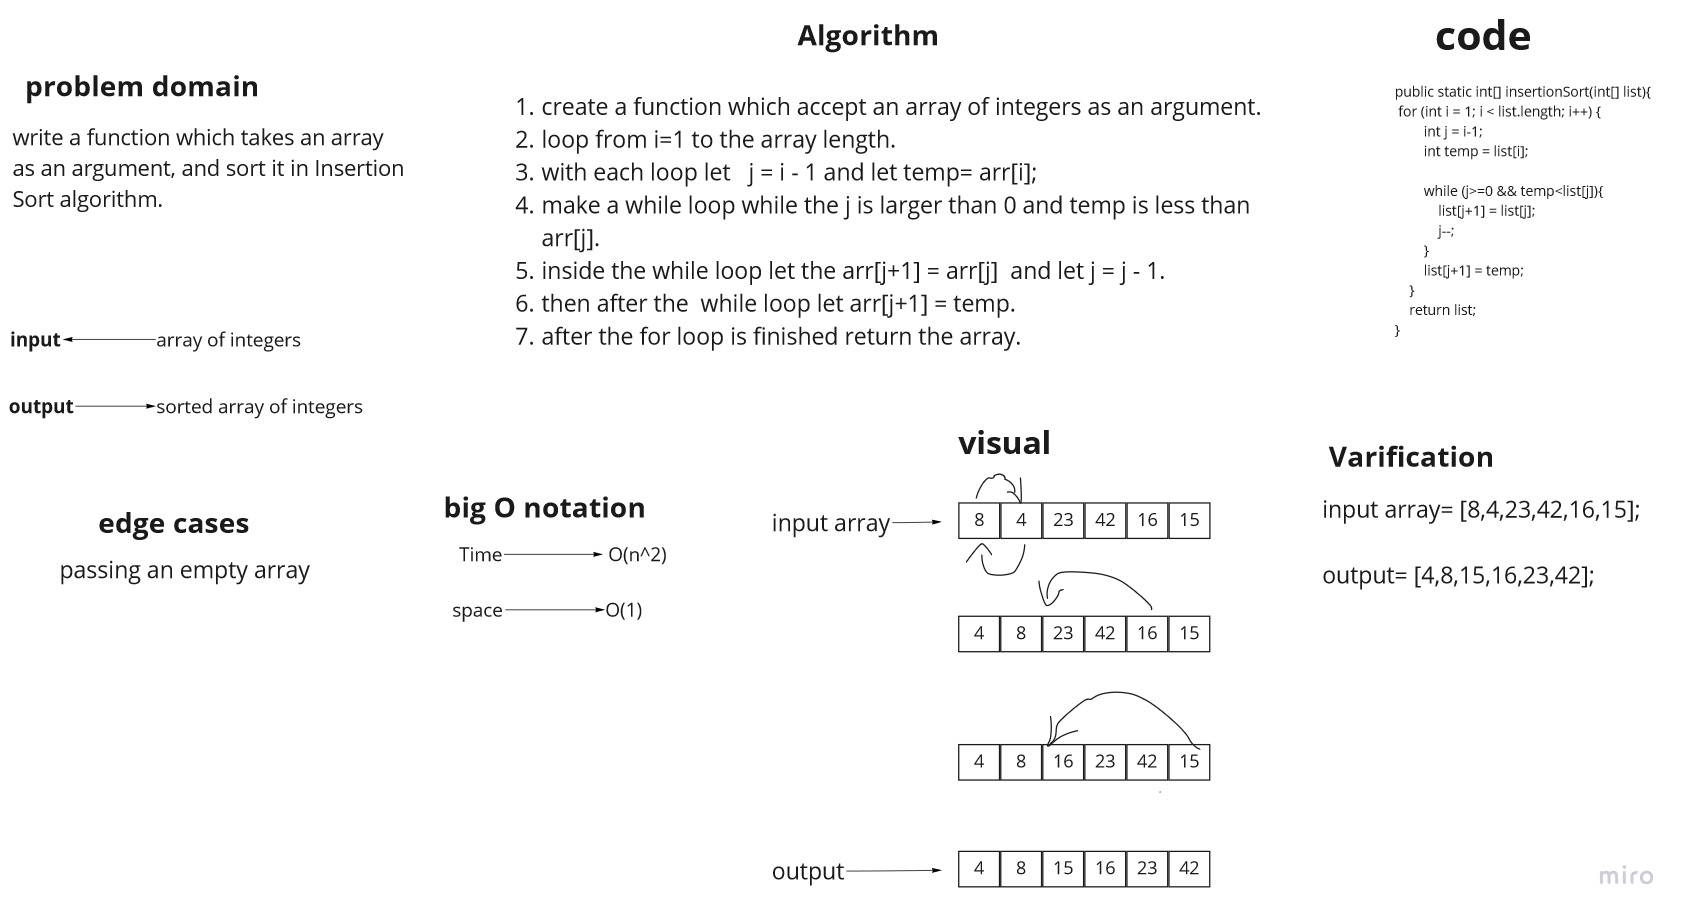 problem domain
write a function which takes an array
as an argument, and sort it in Insertion
Sort algorithm.
input
array of integers
output
sorted array of integers
edge cases
passing an empty array
big O notation
Time
O(n^2)
space
O(1)
Algorithm
1. create a function which accept an array of integers as an argument.
2. loop from i=1 to the array length.
3. with each loop let j = i - 1 and let temp= arr[i];
4. make a while loop while the j is larger than 0 and temp is less than
arr[j].
5. inside the while loop let the arr[j+1] = arr[j] and let j = j - 1.
6. then after the while loop let arr[j+1] = temp.
7. after the for loop is finished return the array.
visual
input array
8 4 23 42 16 15
4 8 23 42 16 15
4 8 16 23 42 15
output
4 8 15 16 23 42
code
public static int[] insertionSort(int[] list){
for (int i = 1; i < list.length; i++) {
int j = i-1;
int temp = list[i];
while (j>=0 && temp<list[j]){
list[j+1] = list[j];
j--;
}
list[j+1] = temp;
}
return list;
}
Varification
input array= [8,4,23,42,16,15];
output= [4,8,15,16,23,42];
miro